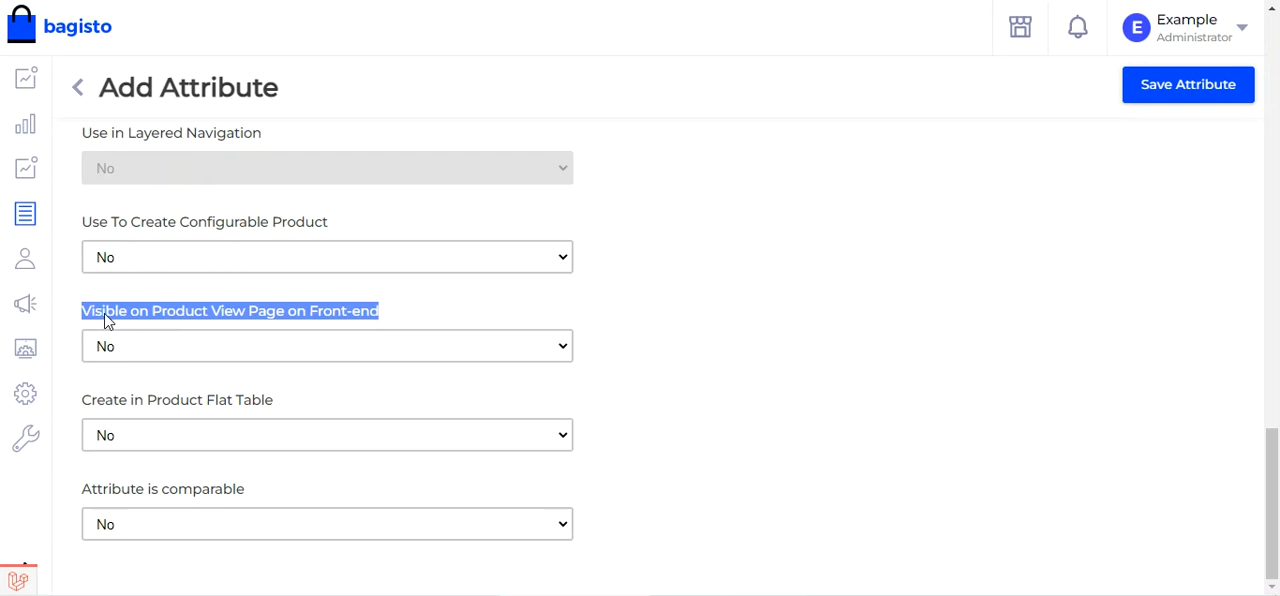 bagisto
E
Example
Administrator
Add Attribute
Save Attribute
Use in Layered Navigation
No
Use To Create Configurable Product
No
Visible on Product View Page on Front-end
No
Create in Product Flat Table
No
Attribute is comparable
No